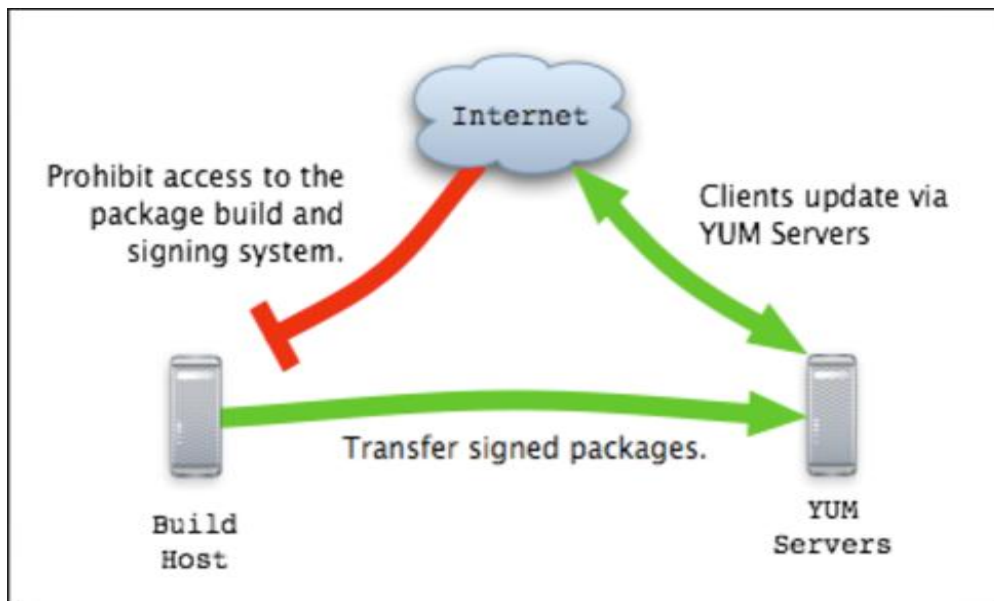 Internet
Prohibit access to the
package build and
signing system.
Clients update via
YUM Servers
Transfer signed packages.
Build
Host
YUM
Servers